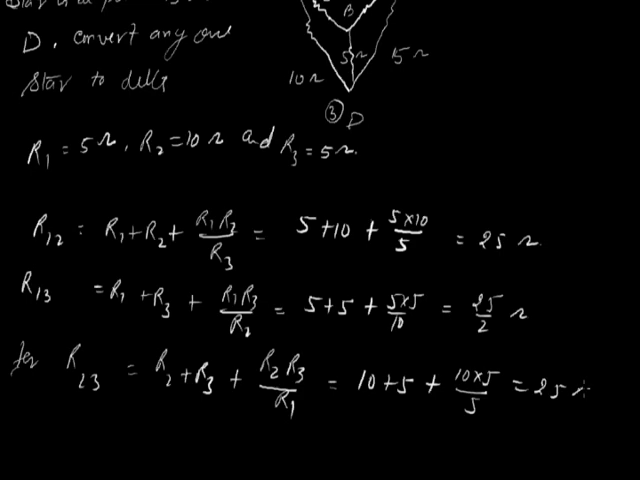 B
D. convert any one
5Ω
15Ω
star to delta
10Ω
③ D
R₁ = 5Ω, R₂ = 10Ω and R₃ = 5Ω.
R₁₂ = R₁+R₂+ R₁R₂/R₃ = 5+10 + 5×10/5 = 25 Ω.
R₁₃ = R₁ + R₃ + R₁R₃/R₂ = 5+5 + 5×5/10 = 25/2 Ω
for R₂₃ = R₂+R₃ + R₂R₃/R₁ = 10+5 + 10×5/5 = 25